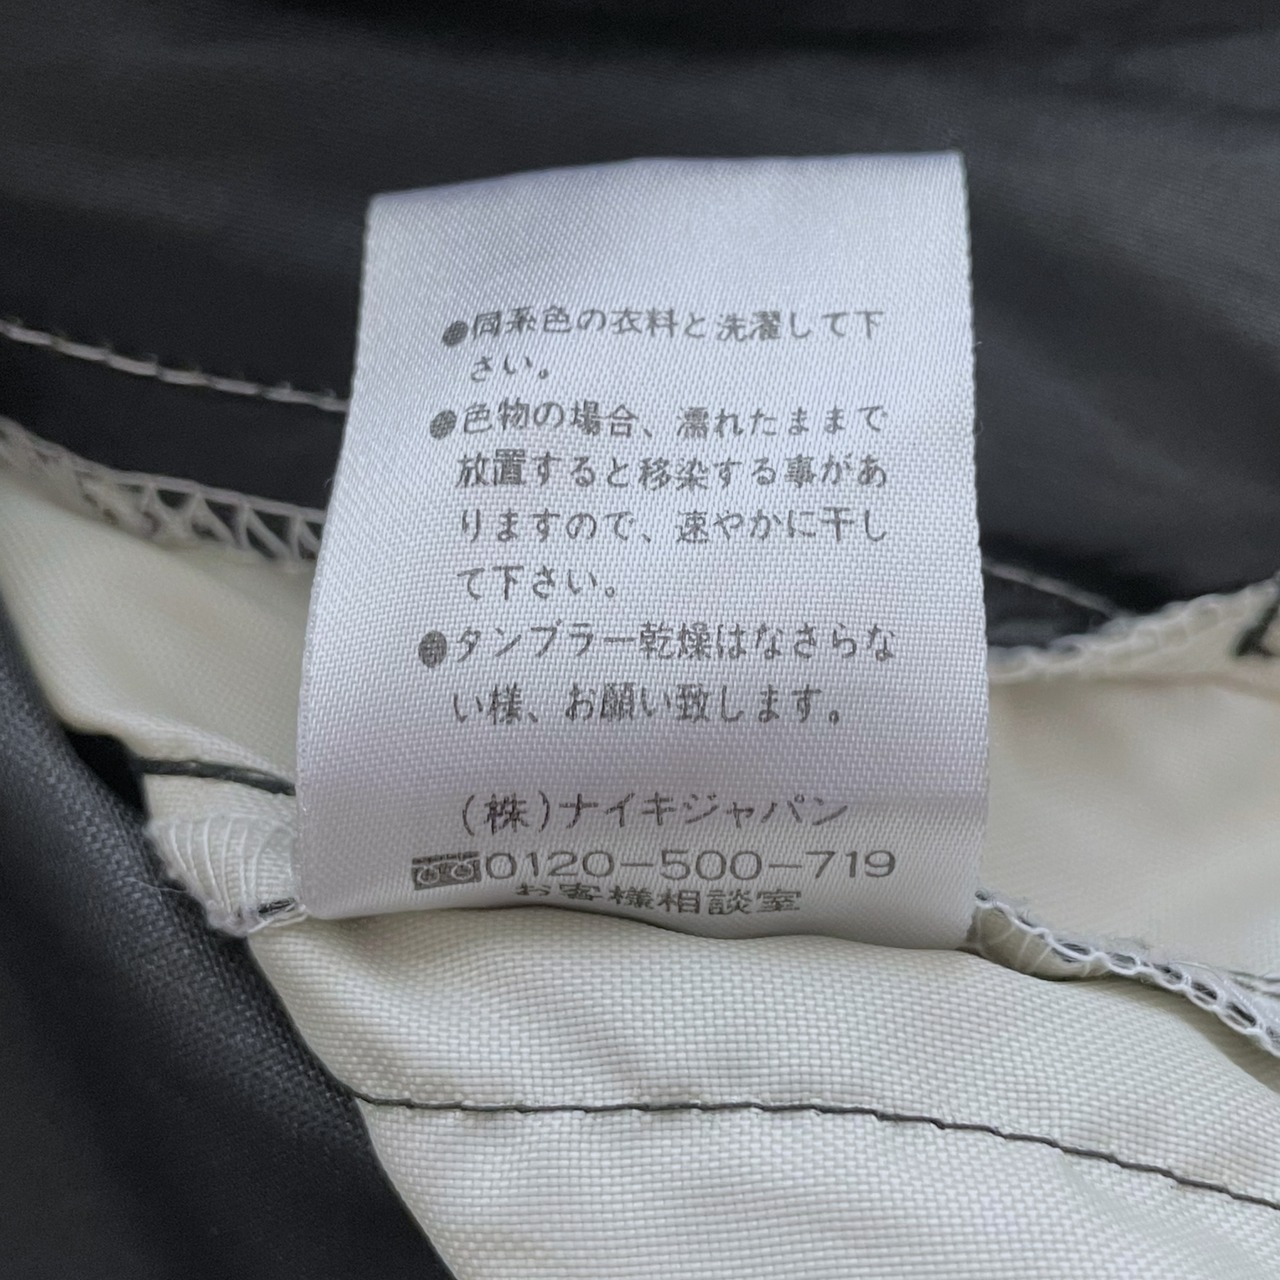 ●同系色の衣料と洗濯して下
さい。
●色物の場合、濡れたままで
放置すると移染する事があ
りますので、速やかに干し
て下さい。
●タンブラー乾燥はなさらな
い様、お願い致します。
(株)ナイキジャパン
0120-500-719
お客様相談室